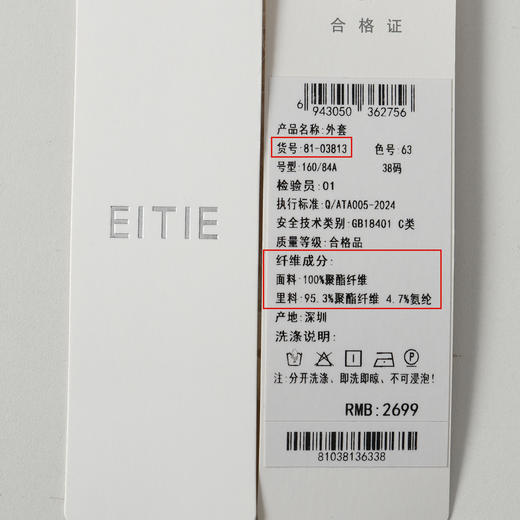 合格证
EITIE
6 943050 362756
产品名称:外套
货号:81-03813 色号:63
号型:160/84A 38码
检验员:01
执行标准:Q/ATA005-2024
安全技术类别:GB18401 C类
质量等级:合格品
纤维成分:
面料:100%聚酯纤维
里料:95.3%聚酯纤维 4.7%氨纶
产地:深圳
洗涤说明:
注:分开洗涤、即洗即晾、不可浸泡!
RMB:2699
81038136338